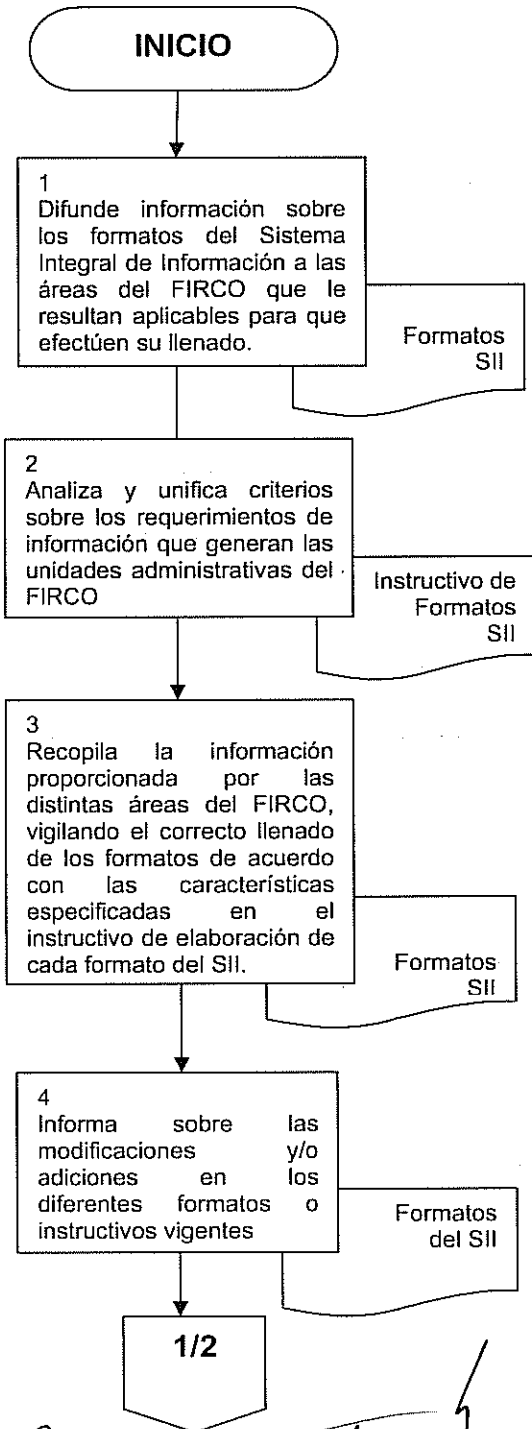 INICIO
1
Difunde información sobre
los formatos del Sistema
Integral de Información a las
áreas del FIRCO que le
resultan aplicables para que
efectúen su llenado.
Formatos
SII
2
Analiza y unifica criterios
sobre los requerimientos de
información que generan las
unidades administrativas del
FIRCO
Instructivo de
Formatos
SII
3
Recopila la información
proporcionada por las
distintas áreas del FIRCO,
vigilando el correcto llenado
de los formatos de acuerdo
con las características
especificadas en el
instructivo de elaboración de
cada formato del SII.
Formatos
SII
4
Informa sobre las
modificaciones y/o
adiciones en los
diferentes formatos o
instructivos vigentes
Formatos
del SII
1/2